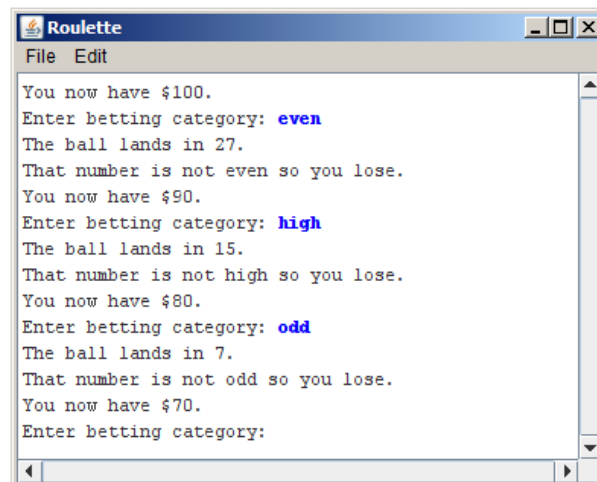 Roulette
File Edit
You now have $100.
Enter betting category: even
The ball lands in 27.
That number is not even so you lose.
You now have $90.
Enter betting category: high
The ball lands in 15.
That number is not high so you lose.
You now have $80.
Enter betting category: odd
The ball lands in 7.
That number is not odd so you lose.
You now have $70.
Enter betting category: